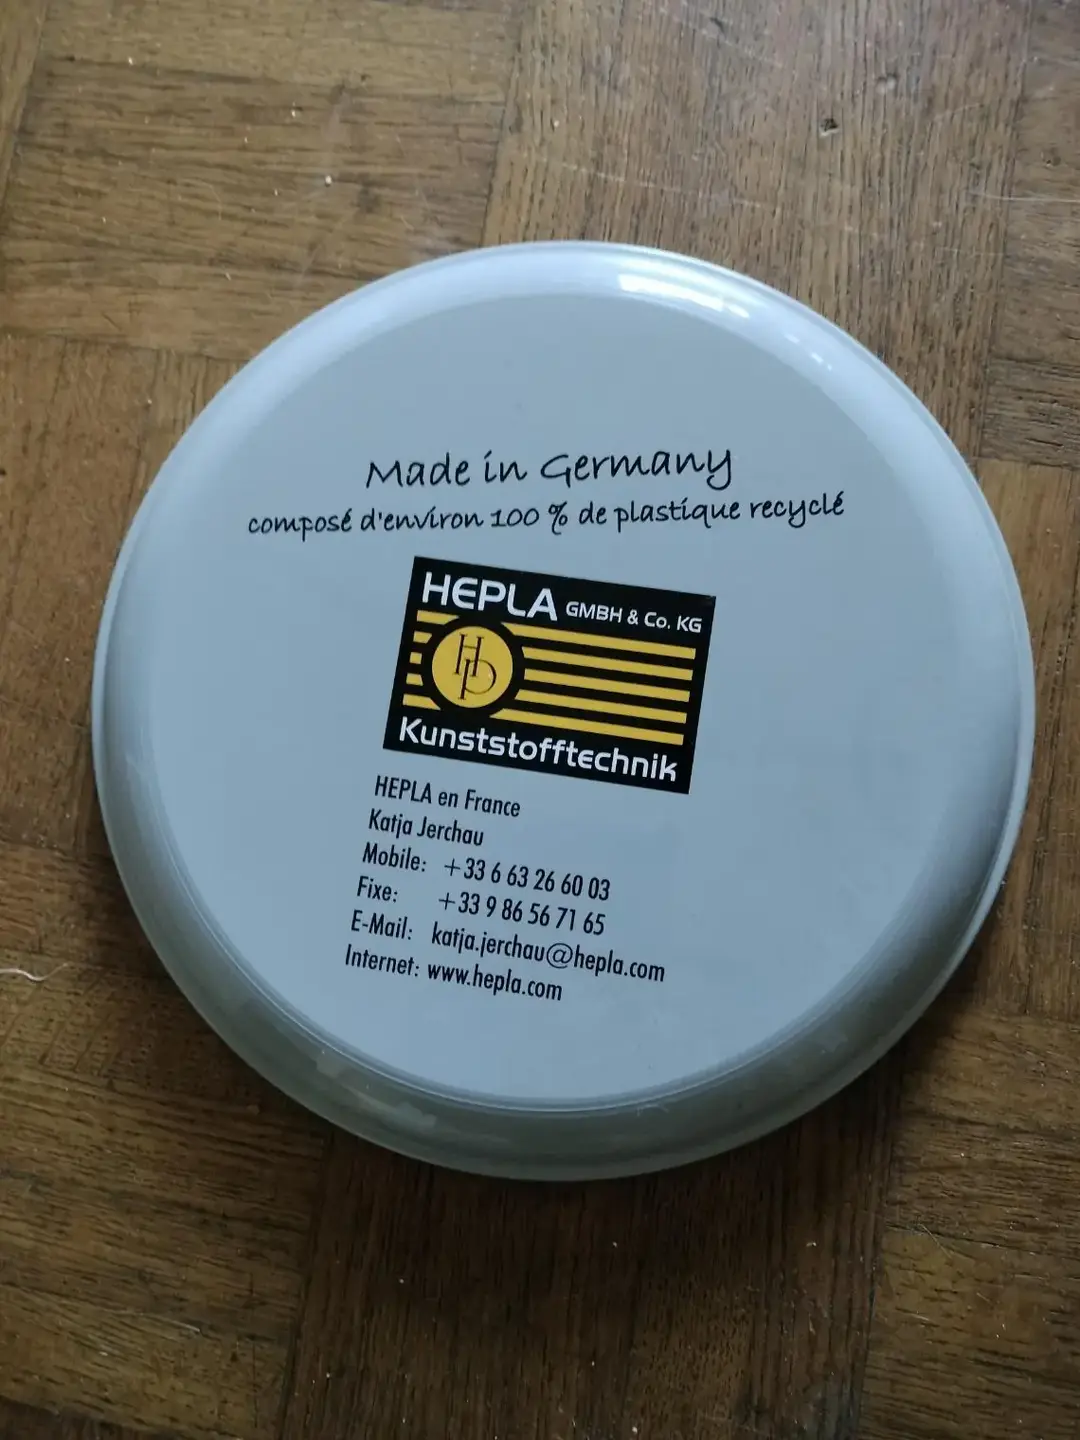 Made in Germany
composé d'environ 100 % de plastique recyclé
HEPLA GMBH & Co. KG
HP
Kunststofftechnik
HEPLA en France
Katja Jerchau
Mobile: +33 6 63 26 60 03
Fixe: +33 9 86 56 71 65
E-Mail: katja.jerchau@hepla.com
Internet: www.hepla.com